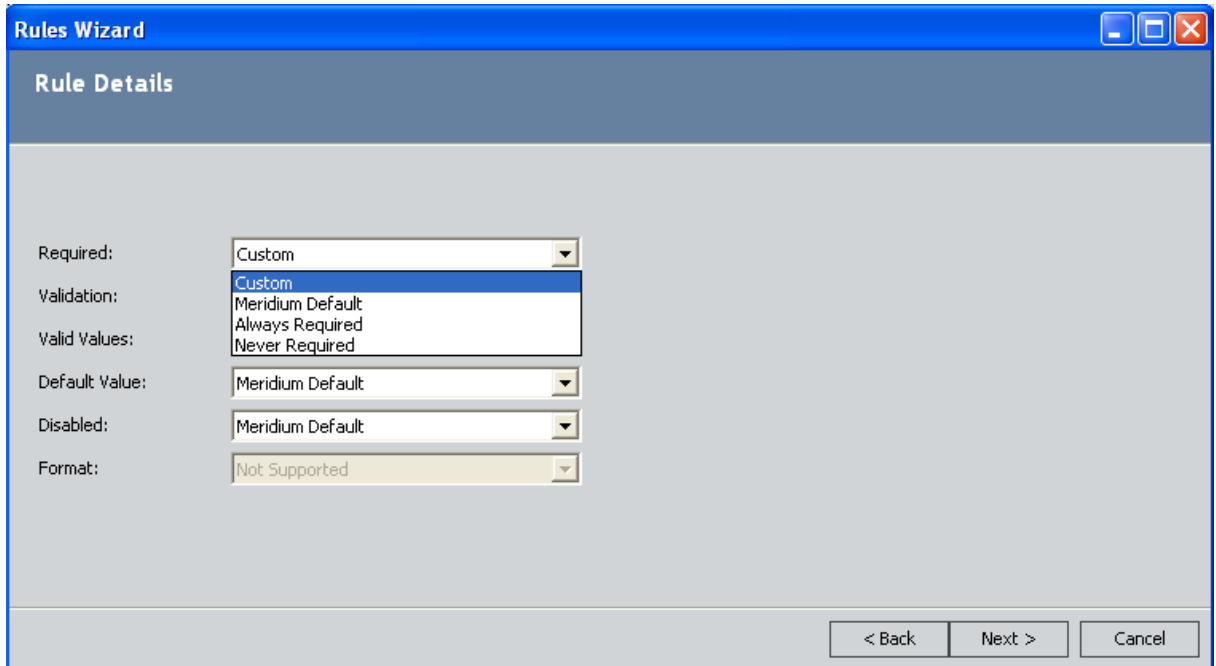 Rules Wizard
Rule Details
Required:
Custom
Custom
Meridium Default
Always Required
Never Required
Validation:
Valid Values:
Default Value:
Meridium Default
Disabled:
Meridium Default
Format:
Not Supported
< Back
Next >
Cancel